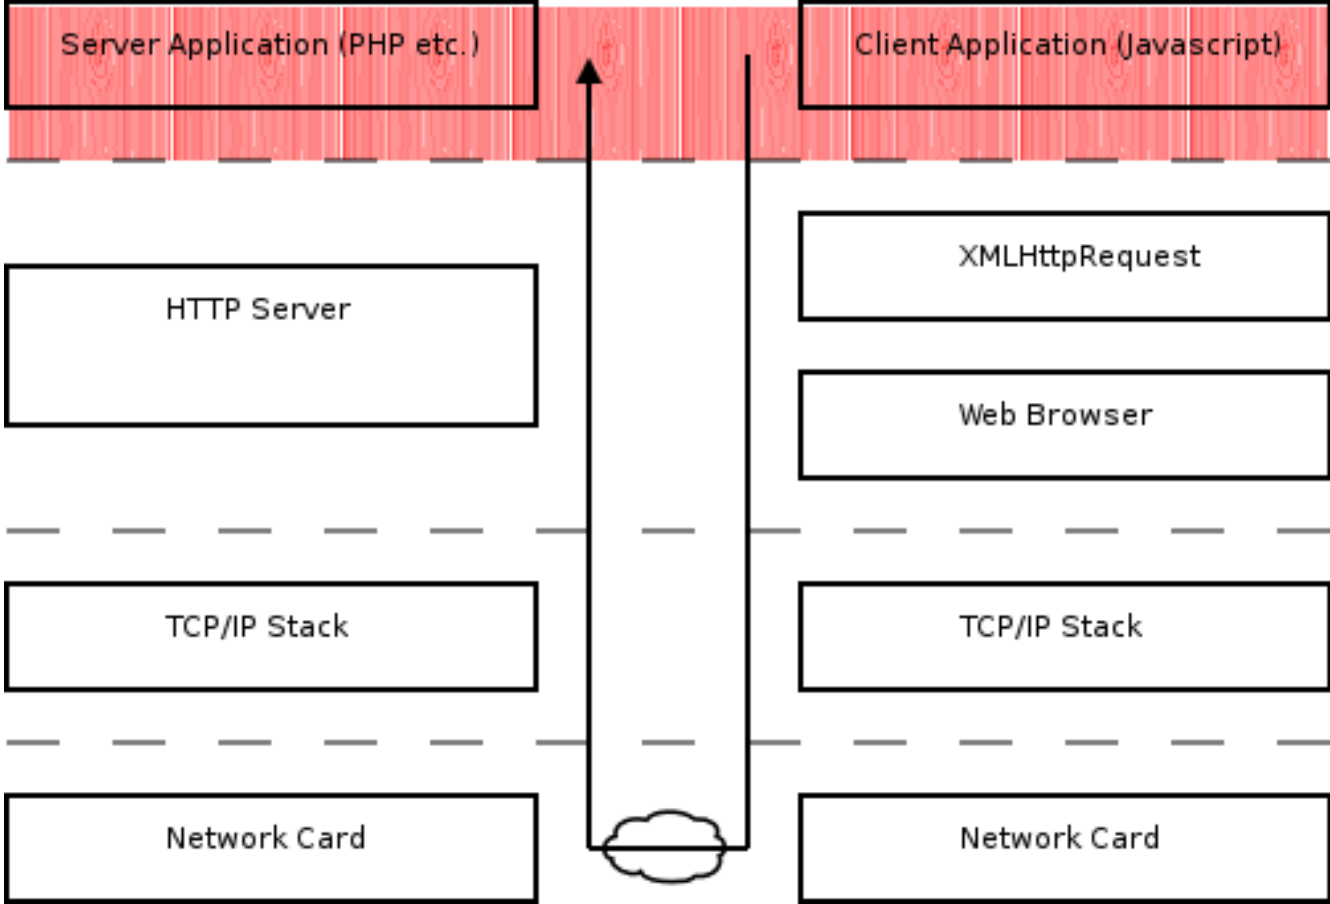 Server Application (PHP etc.)
Client Application (Javascript)
XMLHttpRequest
HTTP Server
Web Browser
TCP/IP Stack
TCP/IP Stack
Network Card
Network Card